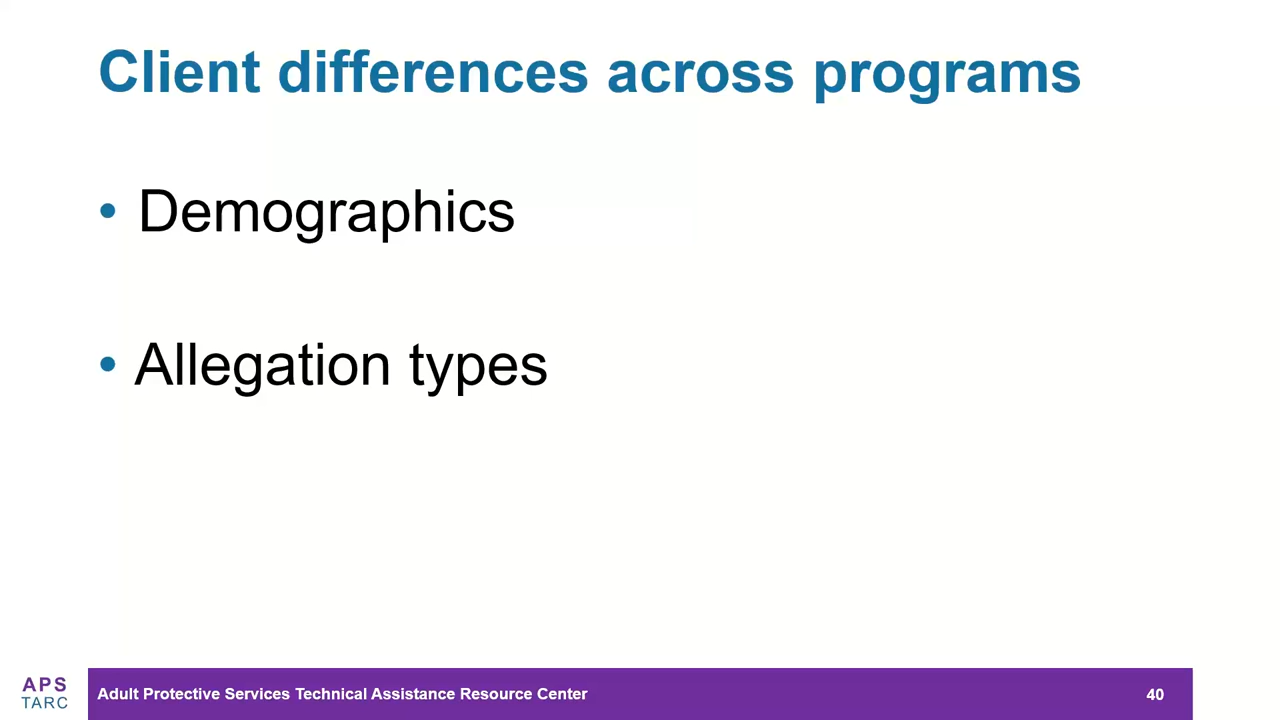 Client differences across programs
• Demographics
• Allegation types
APS
TARC
Adult Protective Services Technical Assistance Resource Center
40